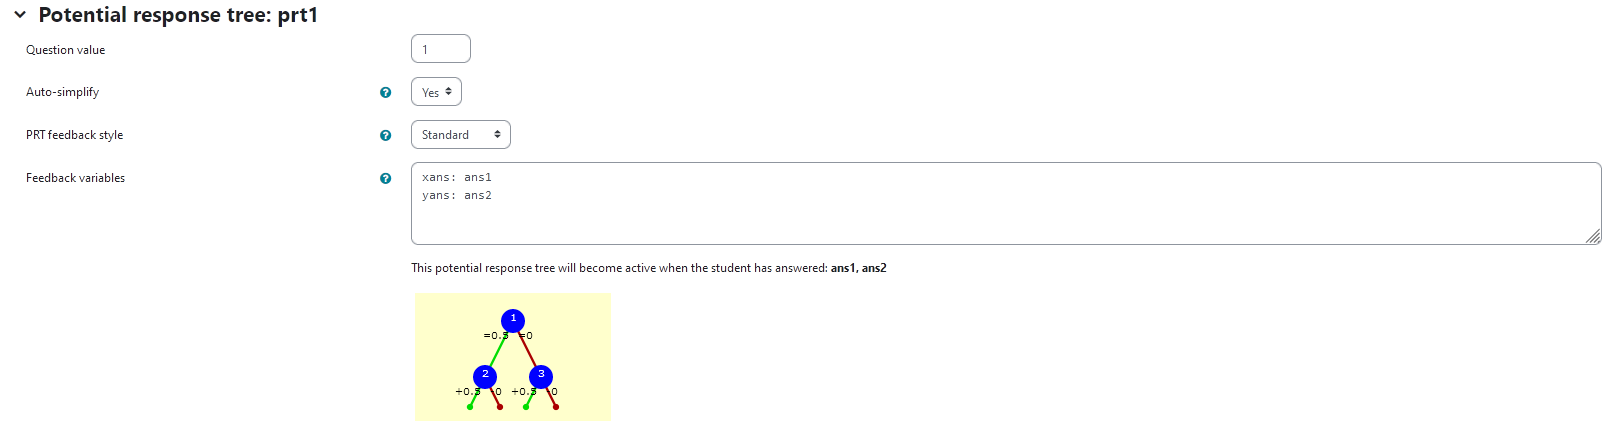 Potential response tree: prt1
Question value
1
Auto-simplify
Yes
PRT feedback style
Standard
Feedback variables
xans: ans1
yans: ans2
This potential response tree will become active when the student has answered: ans1, ans2
1
=0.5 =0
2 3
+0.5 -0 +0.5 -0